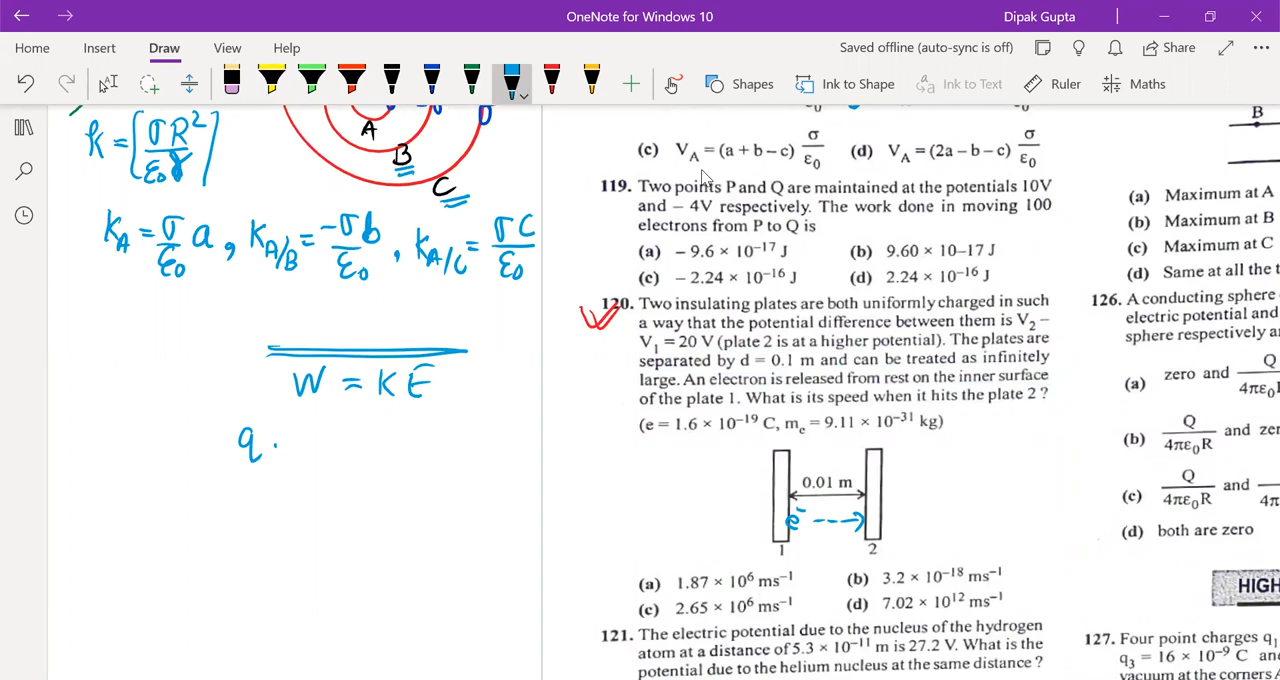 OneNote for Windows 10
Dipak Gupta
Home Insert Draw View Help
Saved offline (auto-sync is off)
Share
Ink to Shape
Shapes
Ink to Text
Ruler
Maths
K = [σR²/ε₀r]
A
B
C
K_A = σ/ε₀ a, K_A/B = -σb/ε₀, K_A/C = σC/ε₀
W = KE
q .
(c) V_A = (a + b – c) σ/ε₀ (d) V_A = (2a – b – c) σ/ε₀
119. Two points P and Q are maintained at the potentials 10V
and – 4V respectively. The work done in moving 100
electrons from P to Q is
(a) – 9.6 × 10⁻¹⁷ J (b) 9.60 × 10–17 J
(c) – 2.24 × 10⁻¹⁶ J (d) 2.24 × 10⁻¹⁶ J
120. Two insulating plates are both uniformly charged in such
a way that the potential difference between them is V₂ –
V₁ = 20 V (plate 2 is at a higher potential). The plates are
separated by d = 0.1 m and can be treated as infinitely
large. An electron is released from rest on the inner surface
of the plate 1. What is its speed when it hits the plate 2 ?
(e = 1.6 × 10⁻¹⁹ C, mₑ = 9.11 × 10⁻³¹ kg)
0.01 m
e⁻
1 2
(a) 1.87 × 10⁶ ms⁻¹ (b) 3.2 × 10⁻¹⁸ ms⁻¹
(c) 2.65 × 10⁶ ms⁻¹ (d) 7.02 × 10¹² ms⁻¹
121. The electric potential due to the nucleus of the hydrogen
atom at a distance of 5.3 × 10⁻¹¹ m is 27.2 V. What is the
potential due to the helium nucleus at the same distance ?
B
(a) Maximum at A
(b) Maximum at B
(c) Maximum at C
(d) Same at all the
126. A conducting sphere
electric potential and
sphere respectively
(a) zero and Q/4πε₀
(b) Q/4πε₀R and
(c) Q/4πε₀R and
(d) both are zero
HIGH
127. Four point charges q₁
q₃ = 16 × 10⁻⁹ C
vacuum at the corners